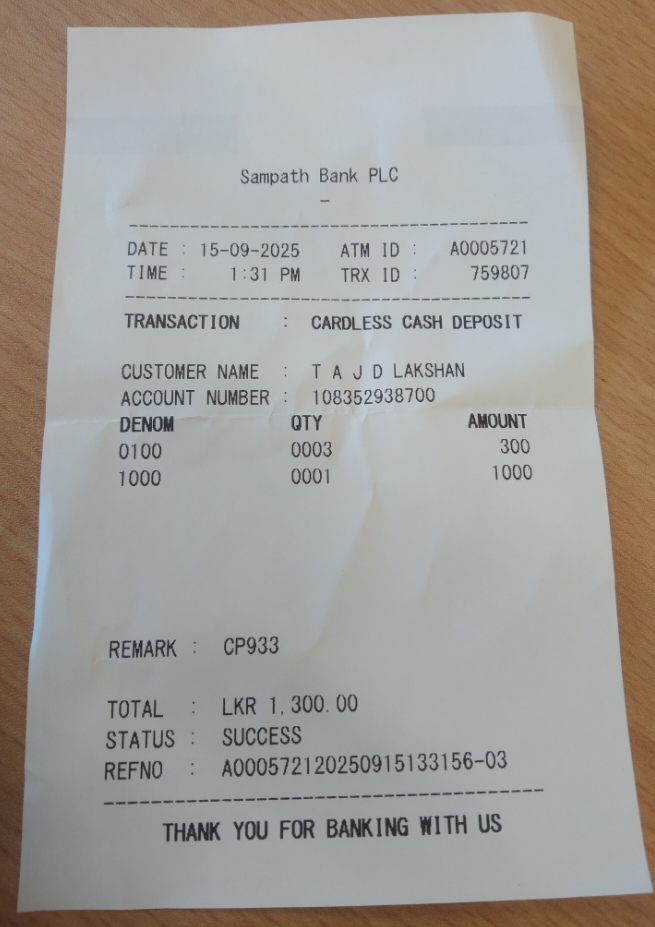 Sampath Bank PLC
-
----------------------------------------
DATE : 15-09-2025 ATM ID : A0005721
TIME : 1:31 PM TRX ID : 759807
----------------------------------------
TRANSACTION : CARDLESS CASH DEPOSIT
CUSTOMER NAME : T A J D LAKSHAN
ACCOUNT NUMBER : 108352938700
DENOM QTY AMOUNT
0100 0003 300
1000 0001 1000
REMARK : CP933
TOTAL : LKR 1,300.00
STATUS : SUCCESS
REFNO : A000572120250915133156-03
----------------------------------------
THANK YOU FOR BANKING WITH US